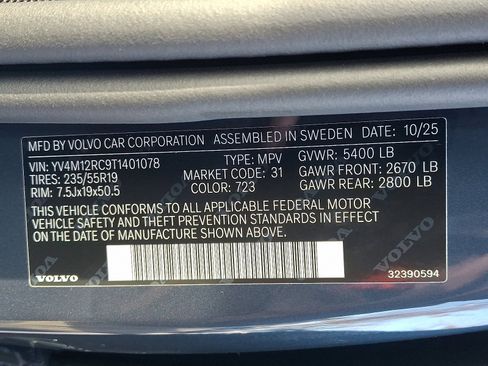 MFD BY VOLVO CAR CORPORATION ASSEMBLED IN SWEDEN DATE: 10/25
VIN: YV4M12RC9T1401078 TYPE: MPV GVWR: 5400 LB
TIRES: 235/55R19 MARKET CODE: 31 GAWR FRONT: 2670 LB
RIM: 7.5Jx19x50.5 COLOR: 723 GAWR REAR: 2800 LB
THIS VEHICLE CONFORMS TO ALL APPLICABLE FEDERAL MOTOR
VEHICLE SAFETY AND THEFT PREVENTION STANDARDS IN EFFECT
ON THE DATE OF MANUFACTURE SHOWN ABOVE.
VOLVO 32390594